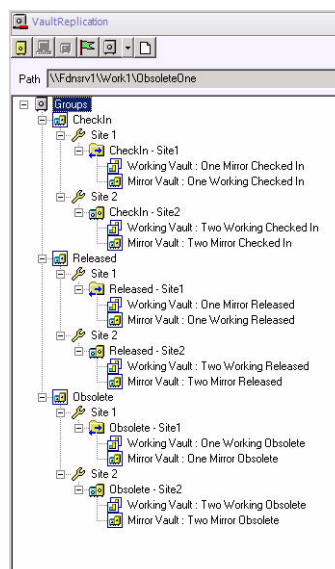 VaultReplication
Path \\Fdnsrv1\Work1\ObsoleteOne
Groups
CheckIn
Site 1
CheckIn - Site1
Working Vault : One Mirror Checked In
Mirror Vault : One Working Checked In
Site 2
CheckIn - Site2
Working Vault : Two Working Checked In
Mirror Vault : Two Mirror Checked In
Released
Site 1
Released - Site1
Working Vault : One Mirror Released
Mirror Vault : One Working Released
Site 2
Released - Site2
Working Vault : Two Working Released
Mirror Vault : Two Mirror Released
Obsolete
Site 1
Obsolete - Site1
Working Vault : One Working Obsolete
Mirror Vault : One Mirror Obsolete
Site 2
Obsolete - Site2
Working Vault : Two Working Obsolete
Mirror Vault : Two Mirror Obsolete